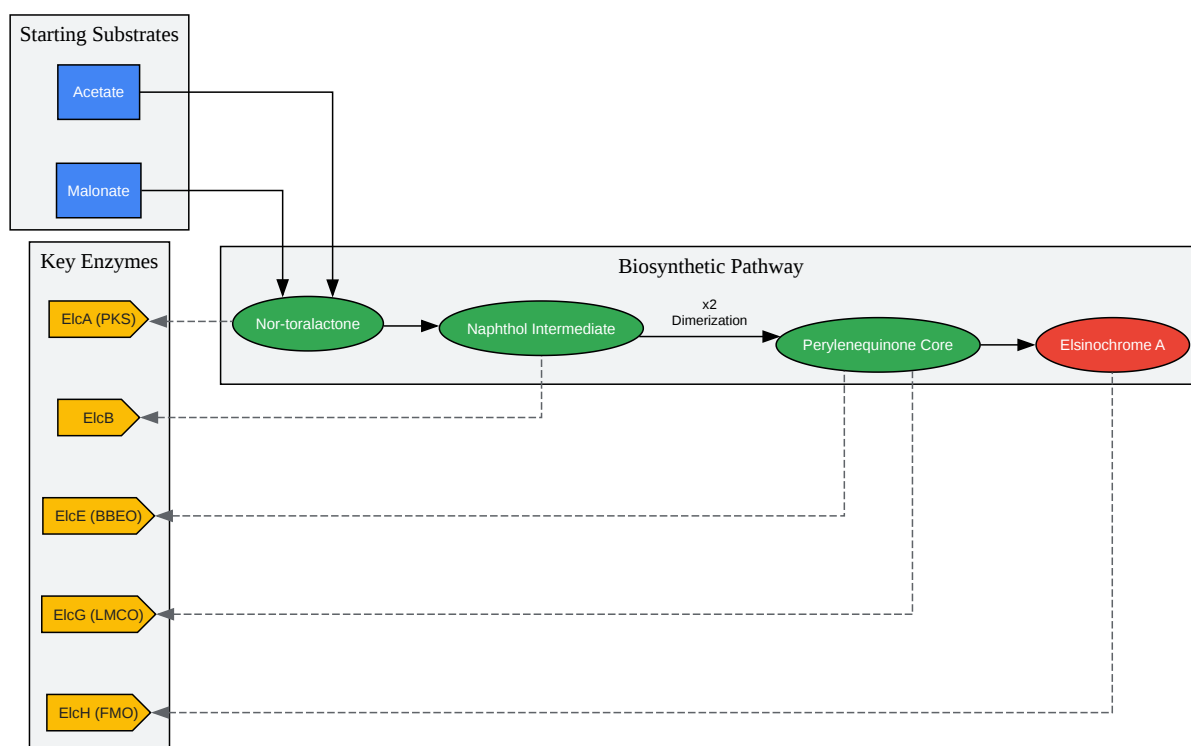 Starting Substrates
Acetate
Malonate
Key Enzymes
ElcA (PKS)
ElcB
ElcE (BBEO)
ElcG (LMCO)
ElcH (FMO)
Biosynthetic Pathway
Nor-toralactone
Naphthol Intermediate
x2
Dimerization
Perylenequinone Core
Elsinochrome A